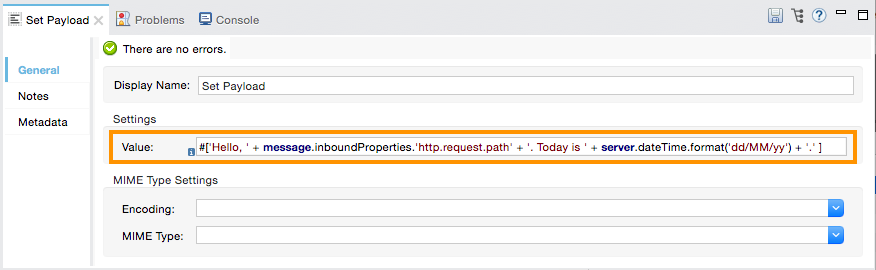 Set Payload Problems Console
There are no errors.
General
Notes
Metadata
Display Name: Set Payload
Settings
Value: #['Hello, ' + message.inboundProperties.'http.request.path' + '. Today is ' + server.dateTime.format('dd/MM/yy') + '.' ]
MIME Type Settings
Encoding:
MIME Type: